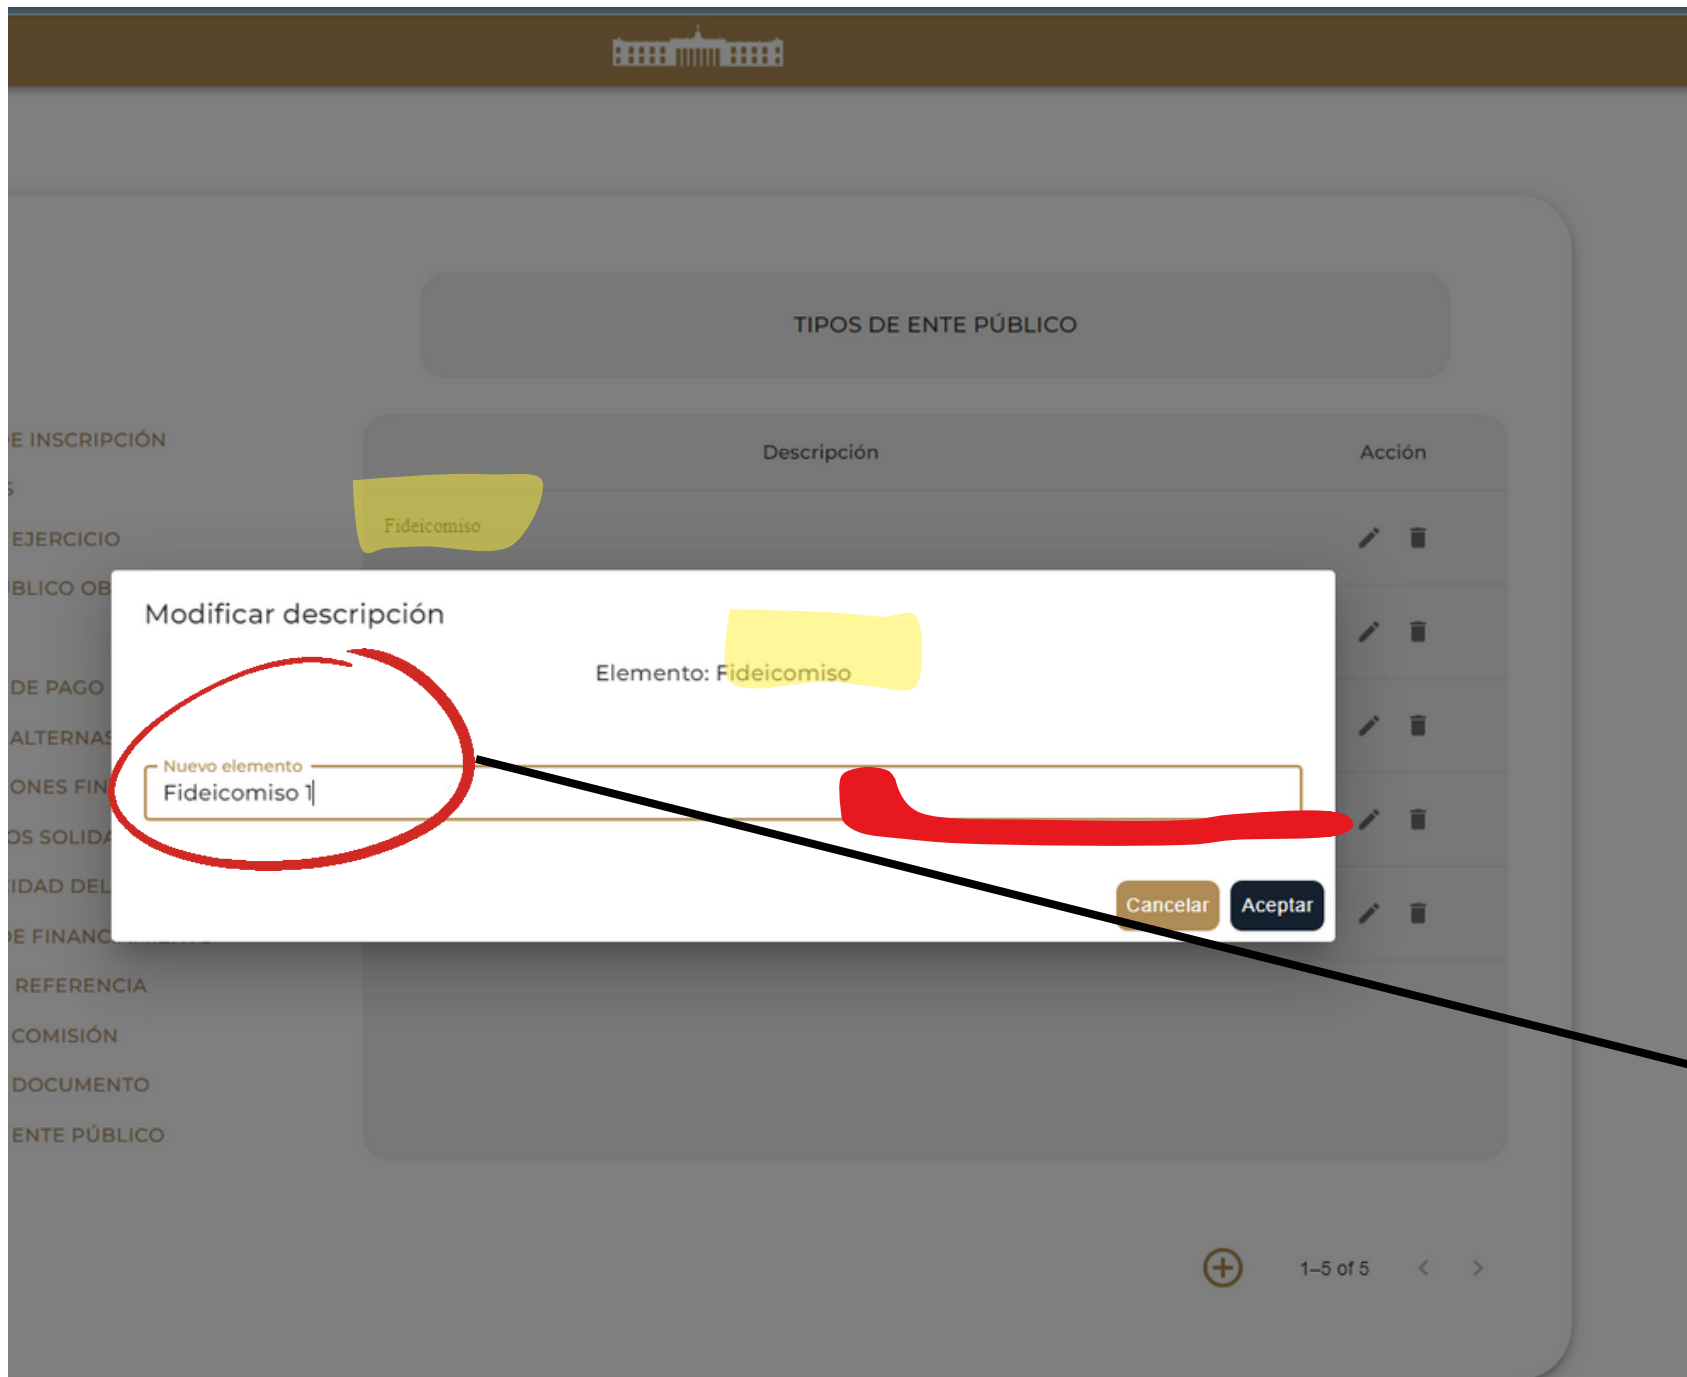 TIPOS DE ENTE PÚBLICO
E INSCRIPCIÓN
Descripción
Acción
S
Fideicomiso
EJERCICIO
BLICO OB
Modificar descripción
Elemento: Fideicomiso
DE PAGO
ALTERNAS
Nuevo elemento
ONES FIN
Fideicomiso 1
OS SOLIDA
IDAD DEL
Cancelar
Aceptar
DE FINANC
REFERENCIA
COMISIÓN
DOCUMENTO
ENTE PÚBLICO
1–5 of 5